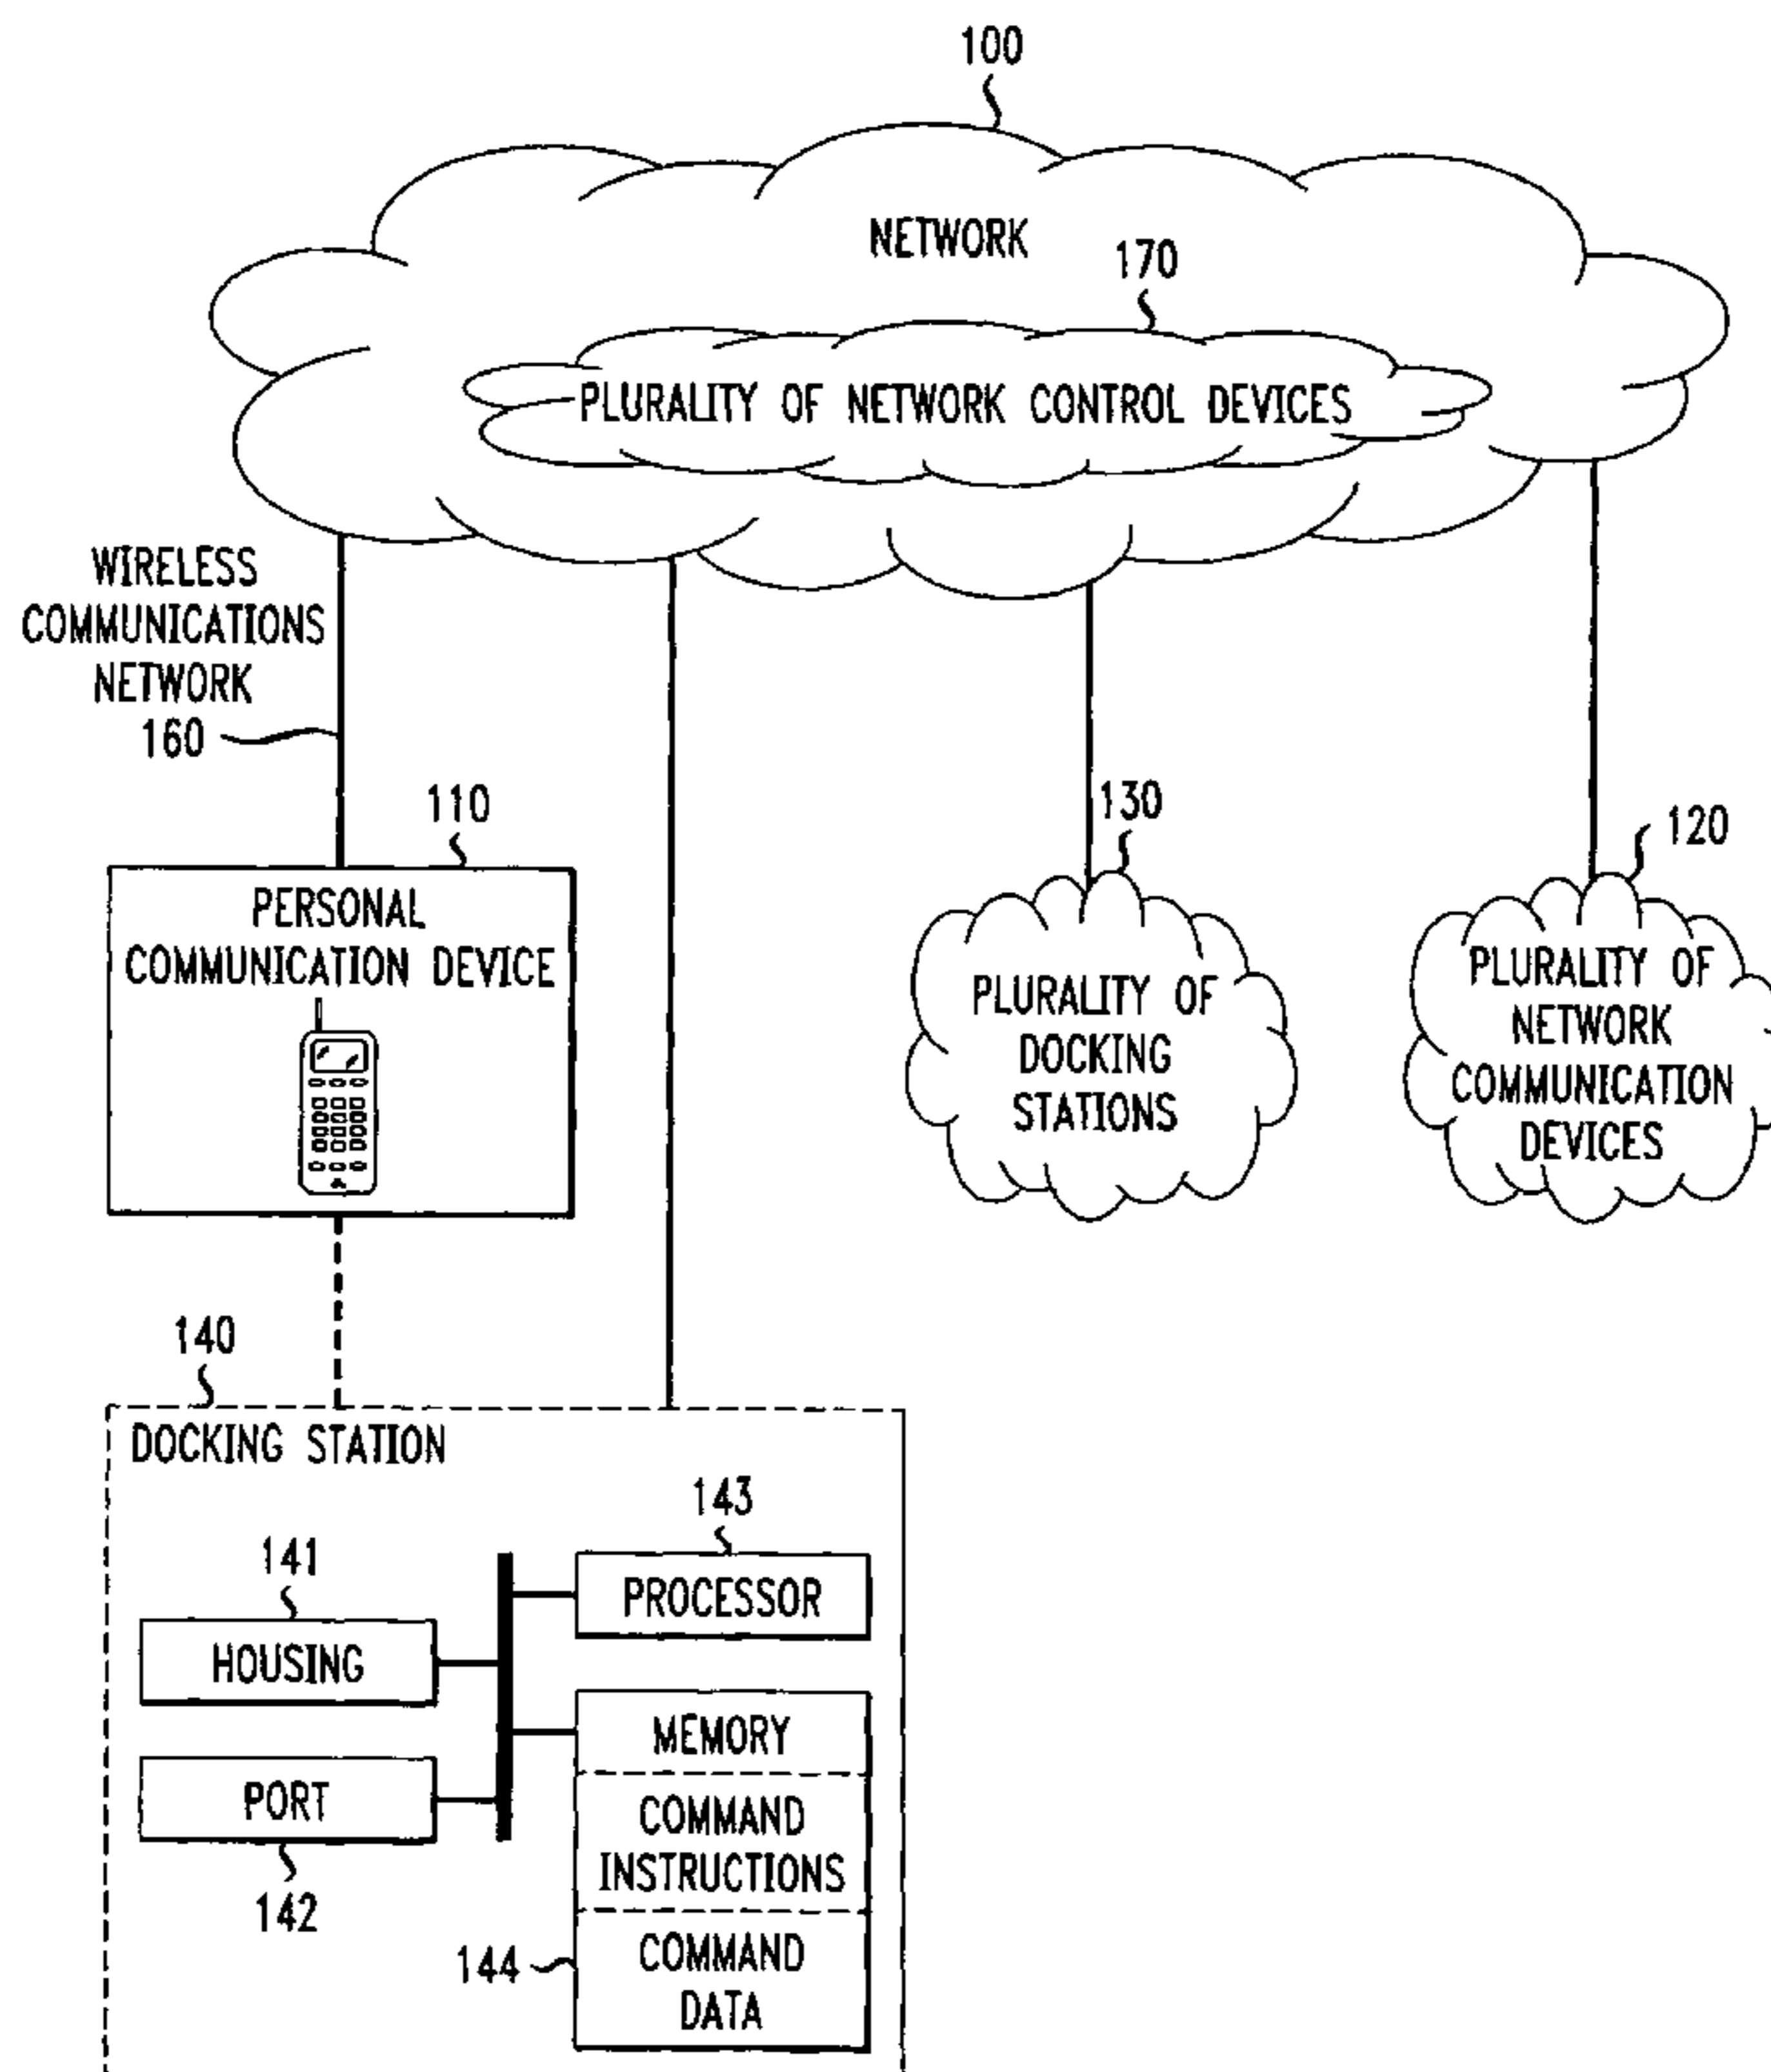 100
NETWORK
170
PLURALITY OF NETWORK CONTROL DEVICES
WIRELESS
COMMUNICATIONS
NETWORK
160
110
PERSONAL
COMMUNICATION DEVICE
130
PLURALITY OF
DOCKING
STATIONS
120
PLURALITY OF
NETWORK
COMMUNICATION
DEVICES
140
DOCKING STATION
141
HOUSING
PORT
142
143
PROCESSOR
MEMORY
COMMAND
INSTRUCTIONS
144
COMMAND
DATA